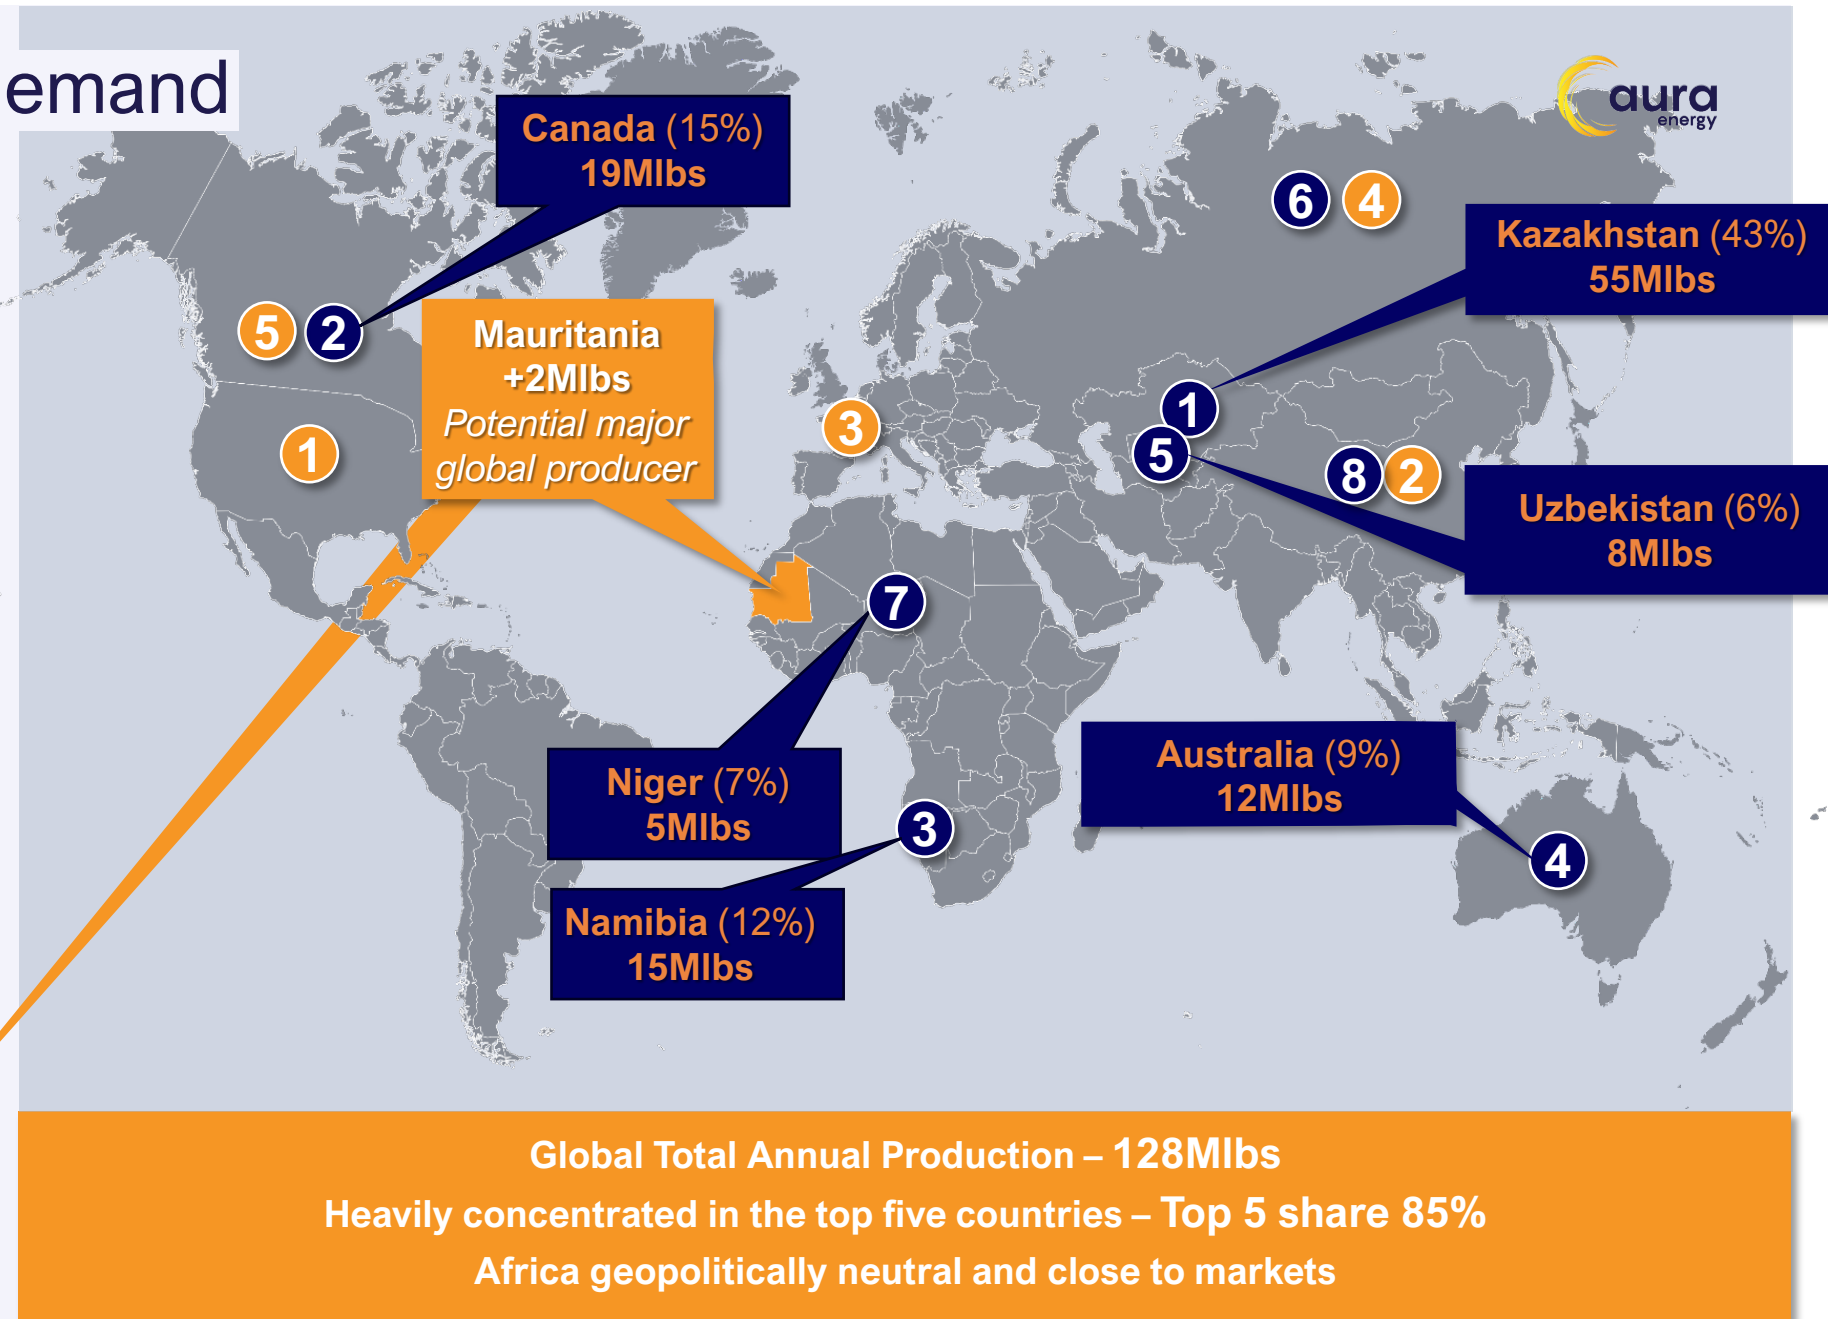 emand
aura
energy
Canada (15%)
19Mlbs
6
4
Kazakhstan (43%)
55Mlbs
5
2
Mauritania
+2Mlbs
Potential major
global producer
1
3
1
5
8
2
Uzbekistan (6%)
8Mlbs
7
Niger (7%)
5Mlbs
Australia (9%)
12Mlbs
3
4
Namibia (12%)
15Mlbs
Global Total Annual Production – 128Mlbs
Heavily concentrated in the top five countries – Top 5 share 85%
Africa geopolitically neutral and close to markets